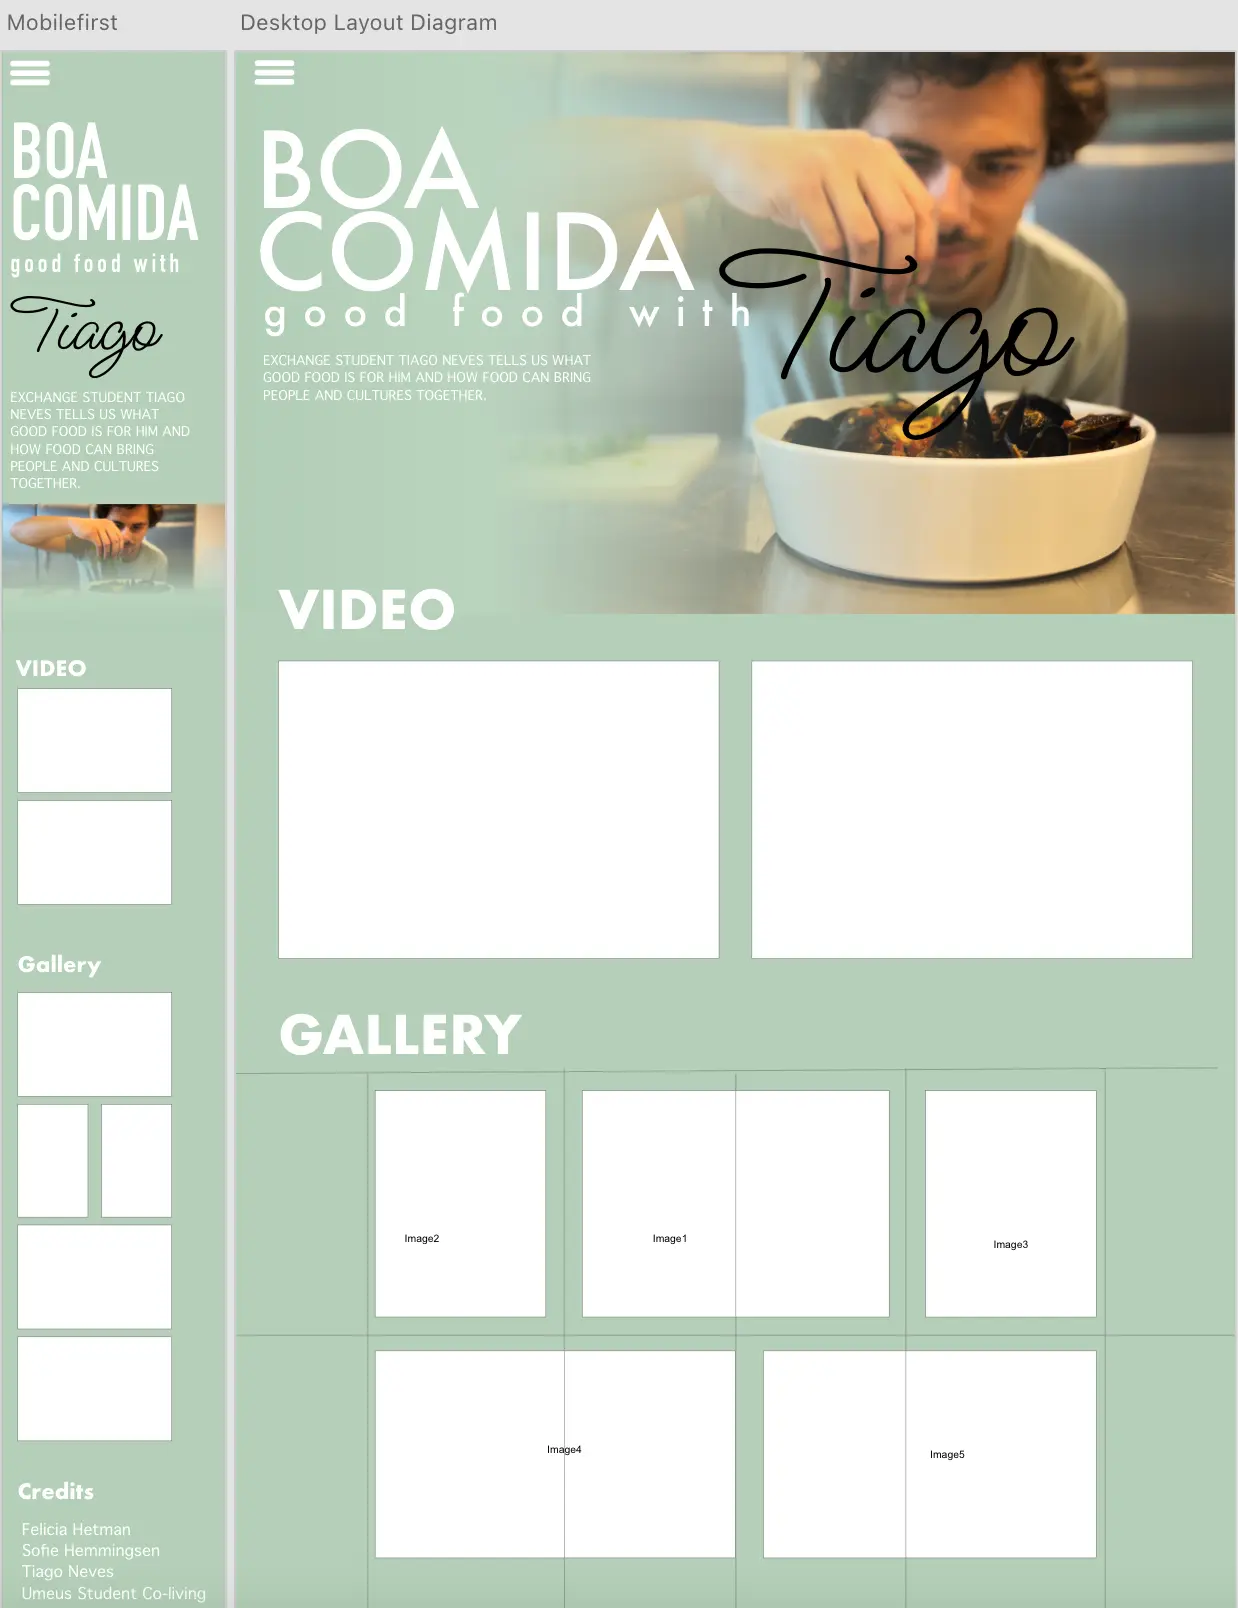 Mobilefirst
BOA
COMIDA
good food with
Tiago
EXCHANGE STUDENT TIAGO
NEVES TELLS US WHAT
GOOD FOOD IS FOR HIM AND
HOW FOOD CAN BRING
PEOPLE AND CULTURES
TOGETHER.
VIDEO
Gallery
Credits
Felicia Hetman
Sofie Hemmingsen
Tiago Neves
Umeus Student Co-living
Desktop Layout Diagram
BOA
COMIDA
good food with
Tiago
EXCHANGE STUDENT TIAGO NEVES TELLS US WHAT
GOOD FOOD IS FOR HIM AND HOW FOOD CAN BRING
PEOPLE AND CULTURES TOGETHER.
VIDEO
GALLERY
Image2
Image1
Image3
Image4
Image5